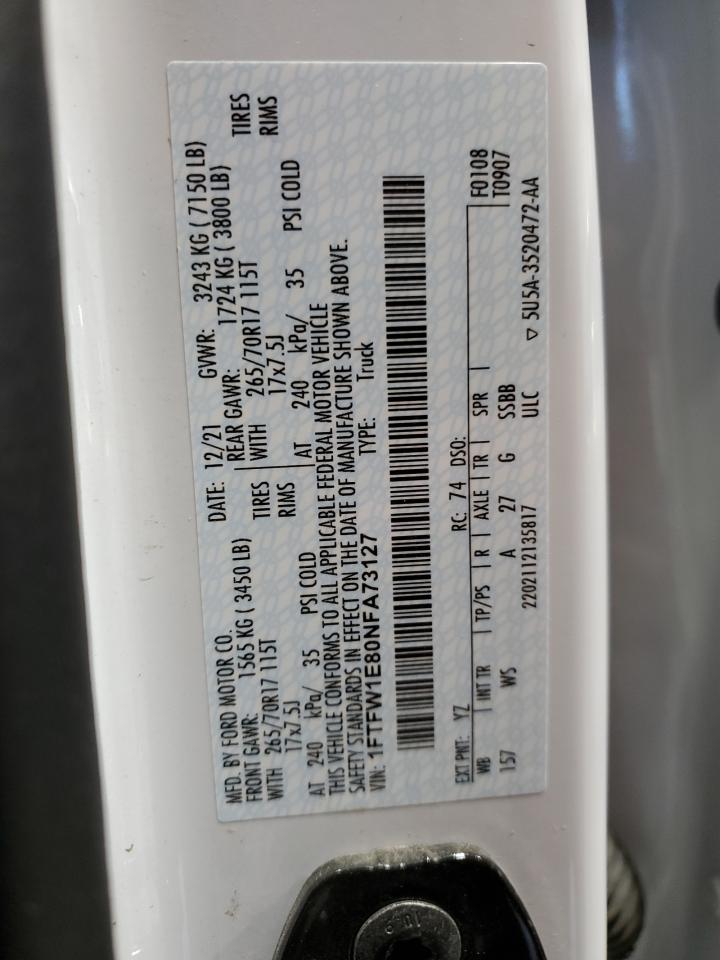 MFD. BY FORD MOTOR CO.
DATE: 12/21 GVWR: 3243 KG ( 7150 LB)
FRONT GAWR: 1565 KG ( 3450 LB) REAR GAWR: 1724 KG ( 3800 LB)
WITH 265/70R17 115T TIRES WITH 265/70R17 115T TIRES
17x7.5J RIMS 17x7.5J RIMS
AT 240 kPa/ 35 PSI COLD AT 240 kPa/ 35 PSI COLD
THIS VEHICLE CONFORMS TO ALL APPLICABLE FEDERAL MOTOR VEHICLE
SAFETY STANDARDS IN EFFECT ON THE DATE OF MANUFACTURE SHOWN ABOVE.
VIN: 1FTFW1E80NFA73127 TYPE: Truck
EXT PNT: YZ RC: 74 DSO: F0108
WB INT TR TP/PS R AXLE TR SPR T0907
157 WS A 27 G SSBB
2202112135817 ULC ▽ 5U5A-3520472-AA